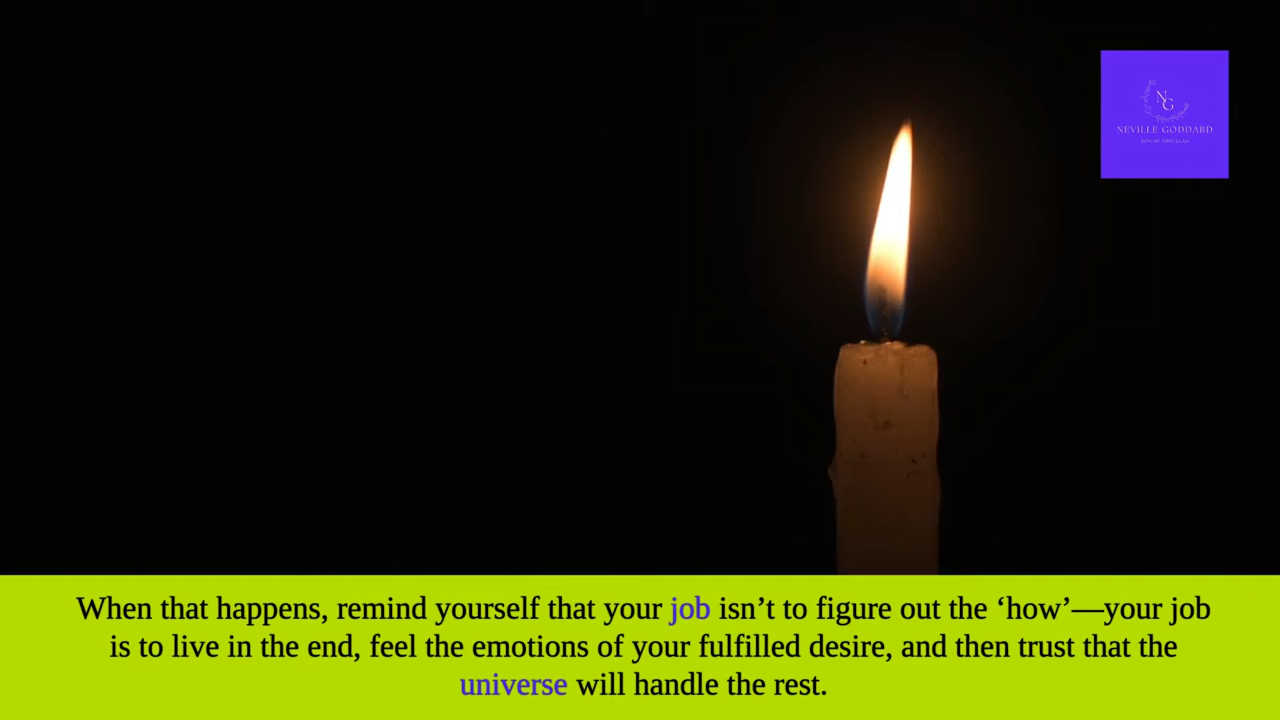 NG
NEVILLE GODDARD
When that happens, remind yourself that your job isn’t to figure out the ‘how’—your job
is to live in the end, feel the emotions of your fulfilled desire, and then trust that the
universe will handle the rest.